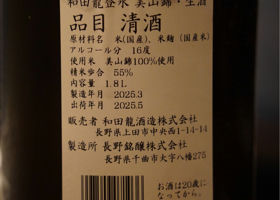 和田龍登水 美山錦・生酒
品目 清酒
原材料名 米(国産)、米麹(国産米)
アルコール分 16度
使用米 美山錦100%使用
精米歩合 55%
内容量 1.8L
製造年月 2025.3
出荷年月 2025.5
販売者 和田龍酒造株式会社
長野県上田市中央西1-14-14
製造所 長野銘醸株式会社
長野県千曲市大字八幡275
お酒は20歳に
なってから。